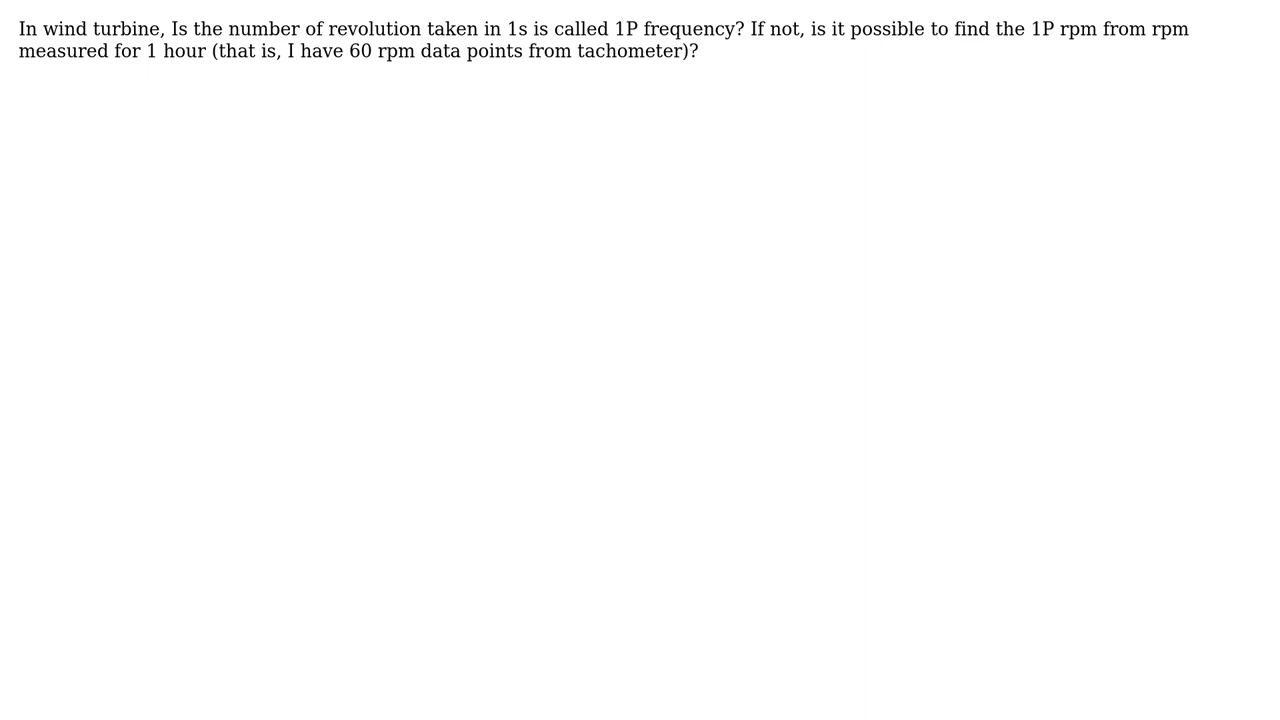 In wind turbine, Is the number of revolution taken in 1s is called 1P frequency? If not, is it possible to find the 1P rpm from rpm
measured for 1 hour (that is, I have 60 rpm data points from tachometer)?